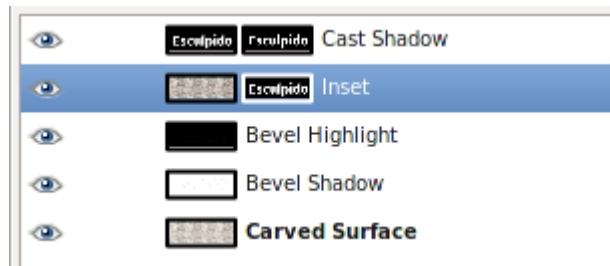 Esculpido Esculpido Cast Shadow
Esculpido Inset
Bevel Highlight
Bevel Shadow
Carved Surface